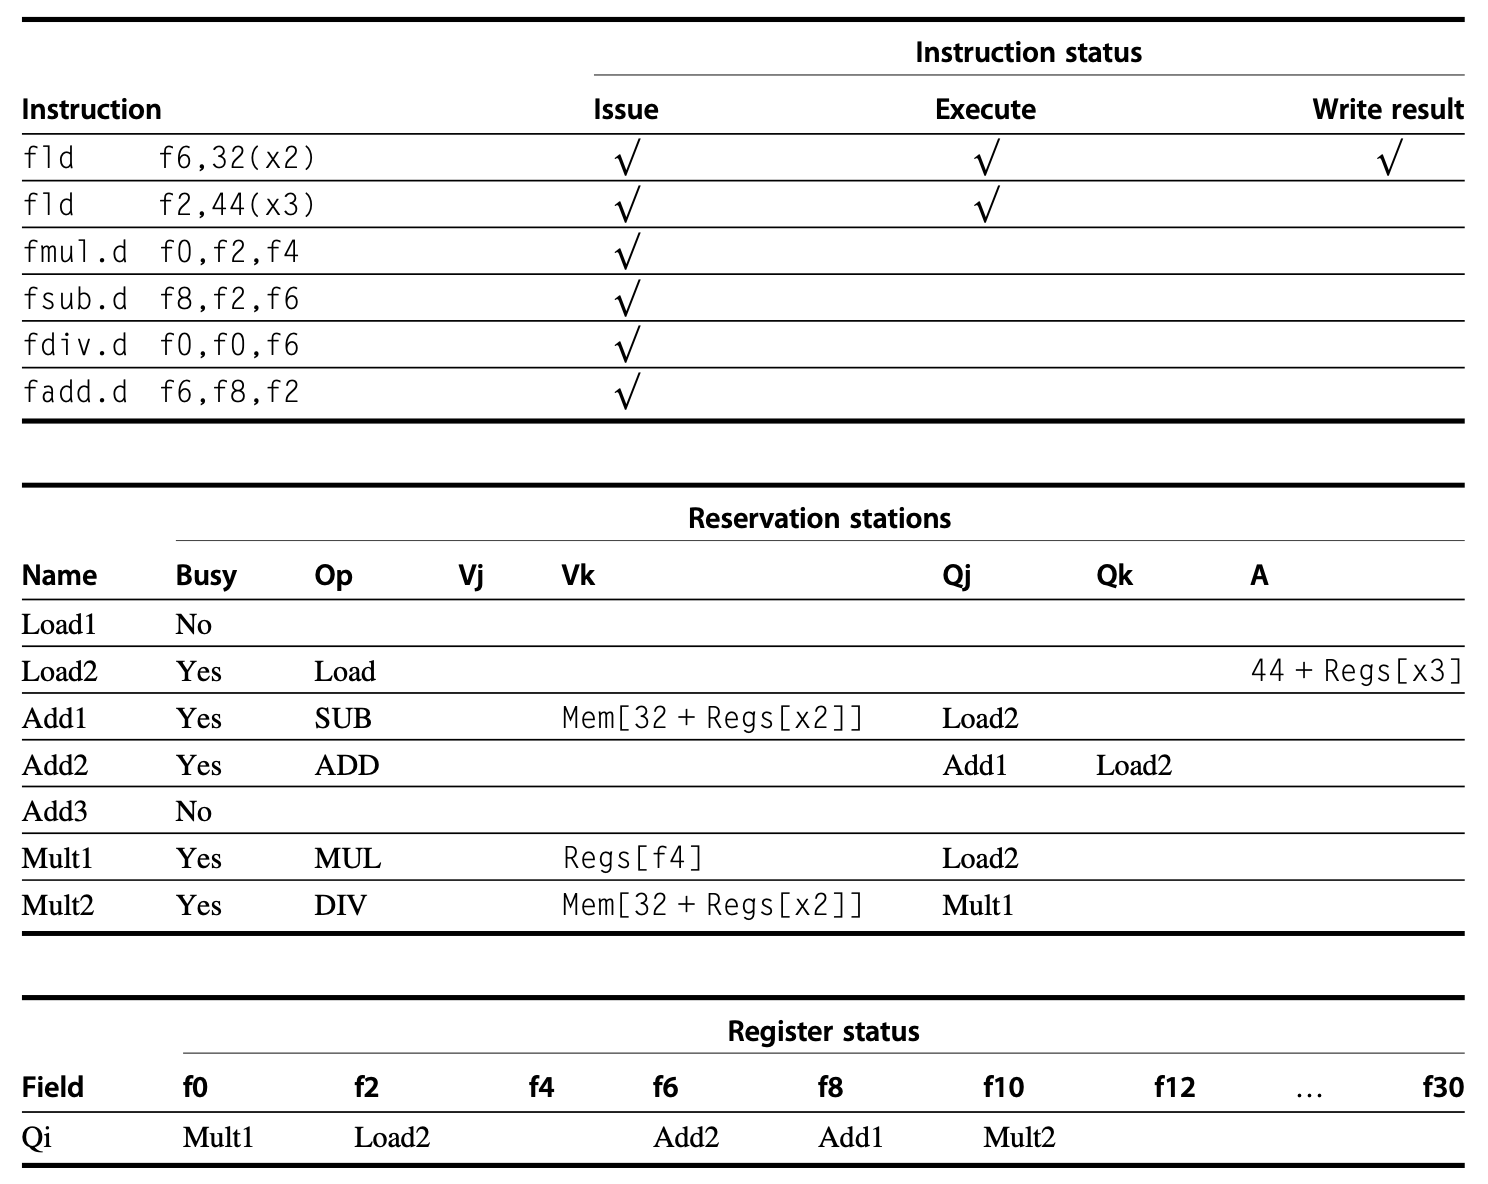 Instruction status
Instruction Issue Execute Write result
fld f6,32(x2) √ √ √
fld f2,44(x3) √ √
fmul.d f0,f2,f4 √
fsub.d f8,f2,f6 √
fdiv.d f0,f0,f6 √
fadd.d f6,f8,f2 √
Reservation stations
Name Busy Op Vj Vk Qj Qk A
Load1 No
Load2 Yes Load 44 + Regs[x3]
Add1 Yes SUB Mem[32 + Regs[x2]] Load2
Add2 Yes ADD Add1 Load2
Add3 No
Mult1 Yes MUL Regs[f4] Load2
Mult2 Yes DIV Mem[32 + Regs[x2]] Mult1
Register status
Field f0 f2 f4 f6 f8 f10 f12 … f30
Qi Mult1 Load2 Add2 Add1 Mult2